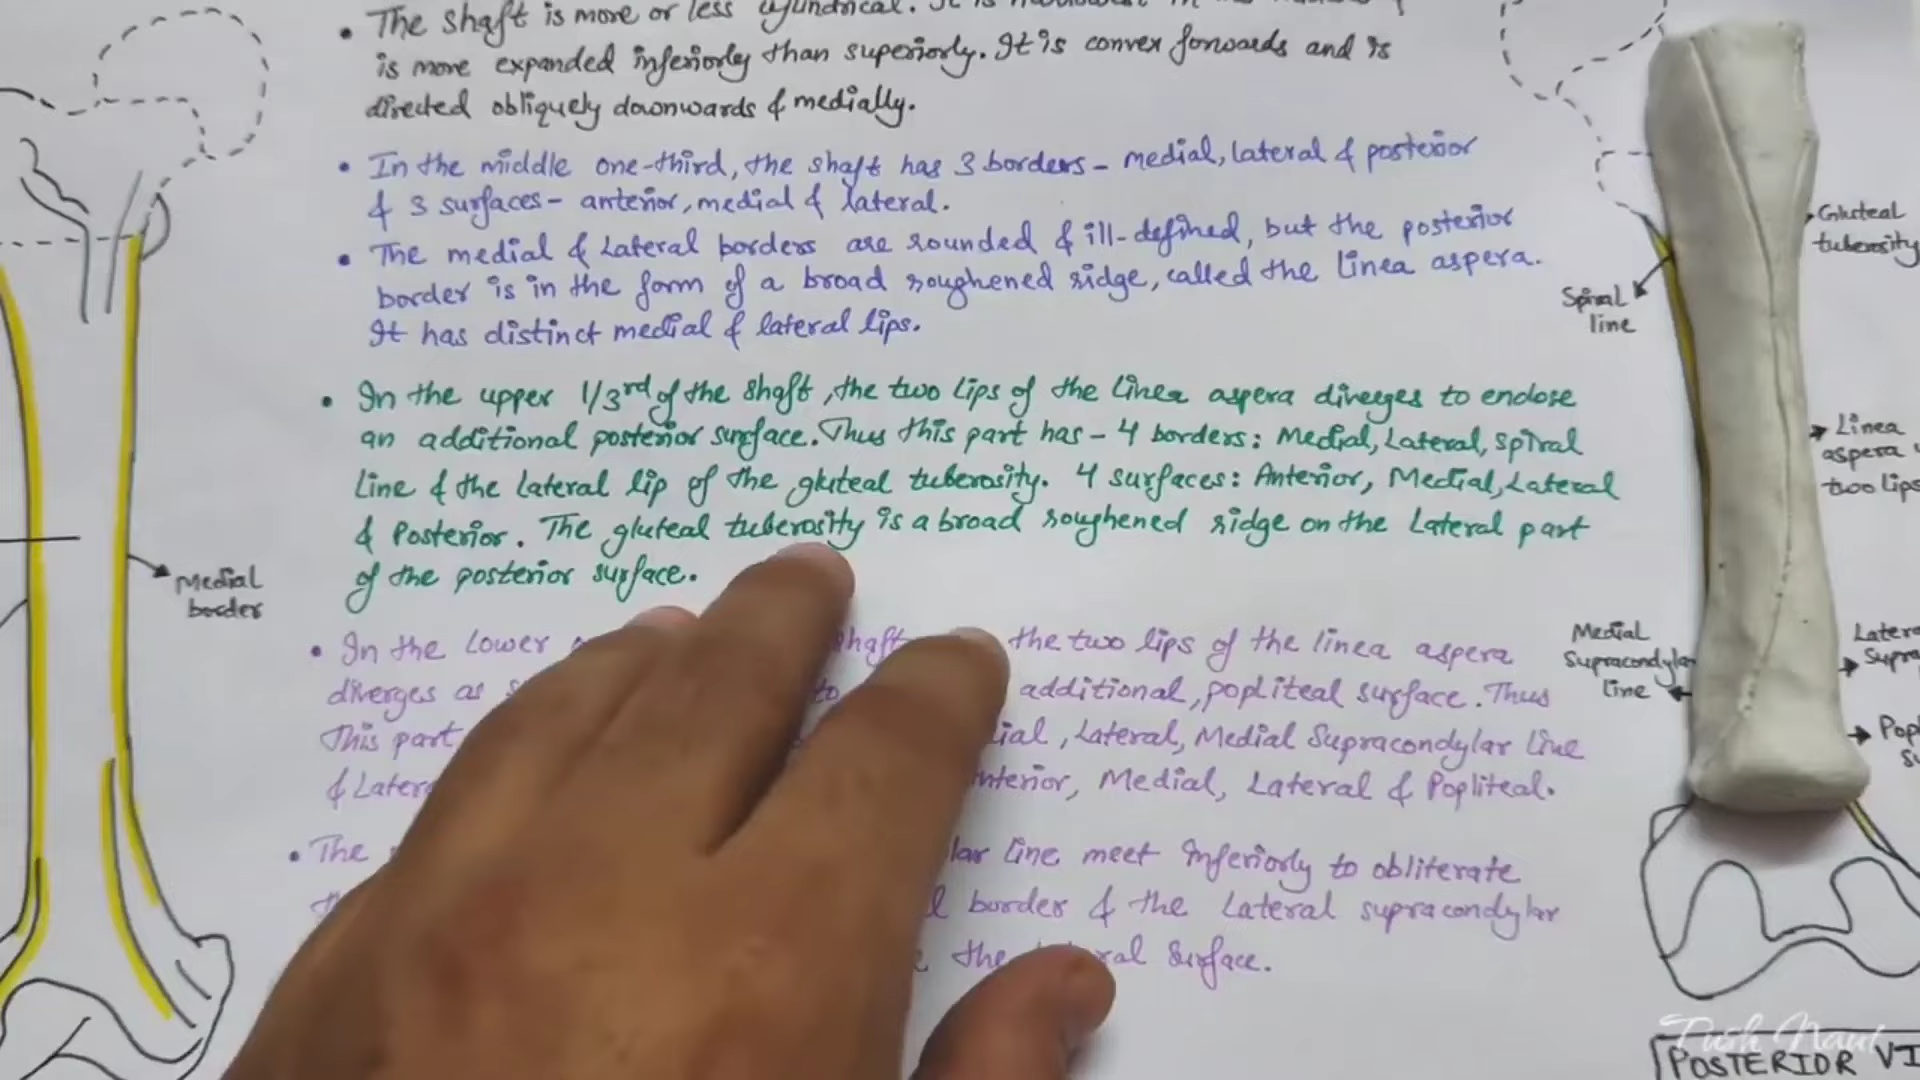 The shaft is more or less cylindrical. It is
is more expanded inferiorly than superiorly. It is convex forwards and is
directed obliquely downwards & medially.
In the middle one-third, the shaft has 3 borders - medial, lateral & posterior
& 3 surfaces - anterior, medial & lateral.
The medial & Lateral borders are rounded & ill-defined, but the posterior
border is in the form of a broad roughened ridge, called the linea aspera.
It has distinct medial & lateral lips.
In the upper 1/3rd of the shaft, the two lips of the linea aspera diverges to enclose
an additional posterior surface. Thus this part has - 4 borders: Medial, Lateral, Spiral
Line & the Lateral lip of the gluteal tuberosity. 4 surfaces: Anterior, Medial, Lateral
& Posterior. The gluteal tuberosity is a broad roughened ridge on the Lateral part
of the posterior surface.
In the Lower shaft the two lips of the linea aspera
diverges as to additional, popliteal surface. Thus
This part , Lateral, Medial Supracondylar Line
& Anterior, Medial, Lateral & Popliteal.
The line meet Inferiorly to obliterate
border & the Lateral supracondylar
the surface.
Medial
border
Gluteal
tuberosity
Spiral
line
Linea
aspera
two lips
Medial
Supracondylar
line
POSTERIOR VI